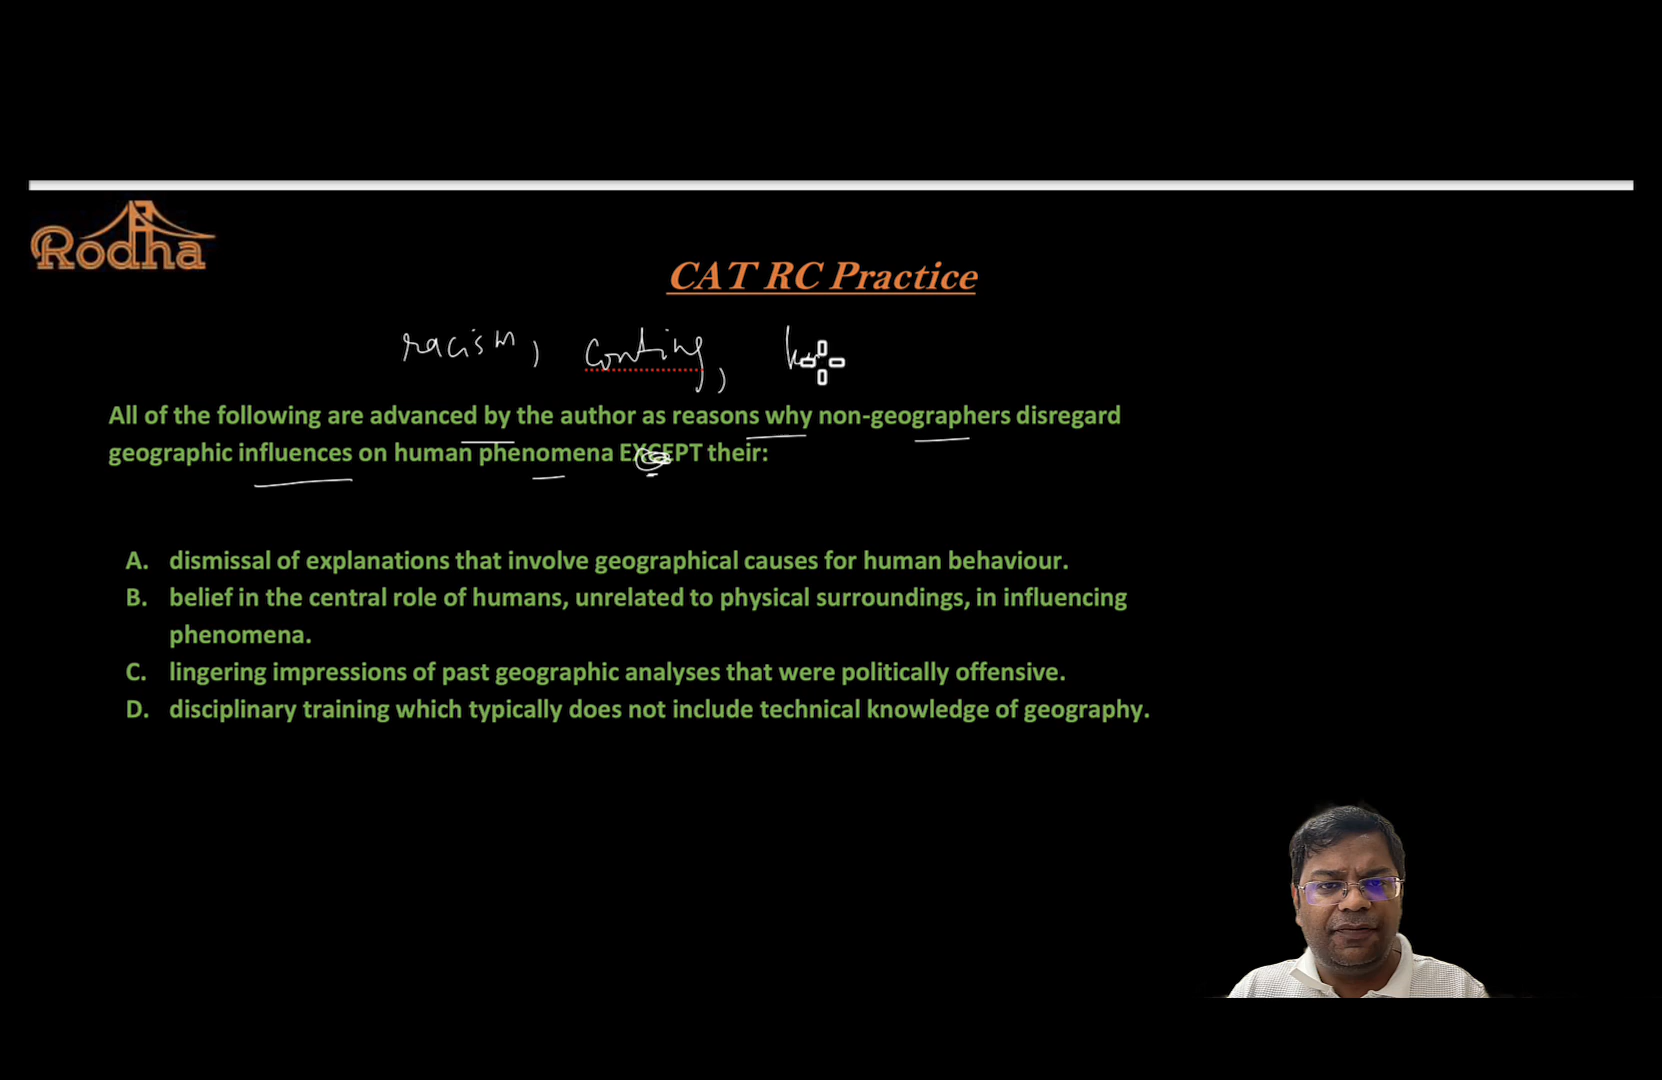 Rodha
CAT RC Practice
racism, conting,
All of the following are advanced by the author as reasons why non-geographers disregard
geographic influences on human phenomena EXCEPT their:
A. dismissal of explanations that involve geographical causes for human behaviour.
B. belief in the central role of humans, unrelated to physical surroundings, in influencing
phenomena.
C. lingering impressions of past geographic analyses that were politically offensive.
D. disciplinary training which typically does not include technical knowledge of geography.